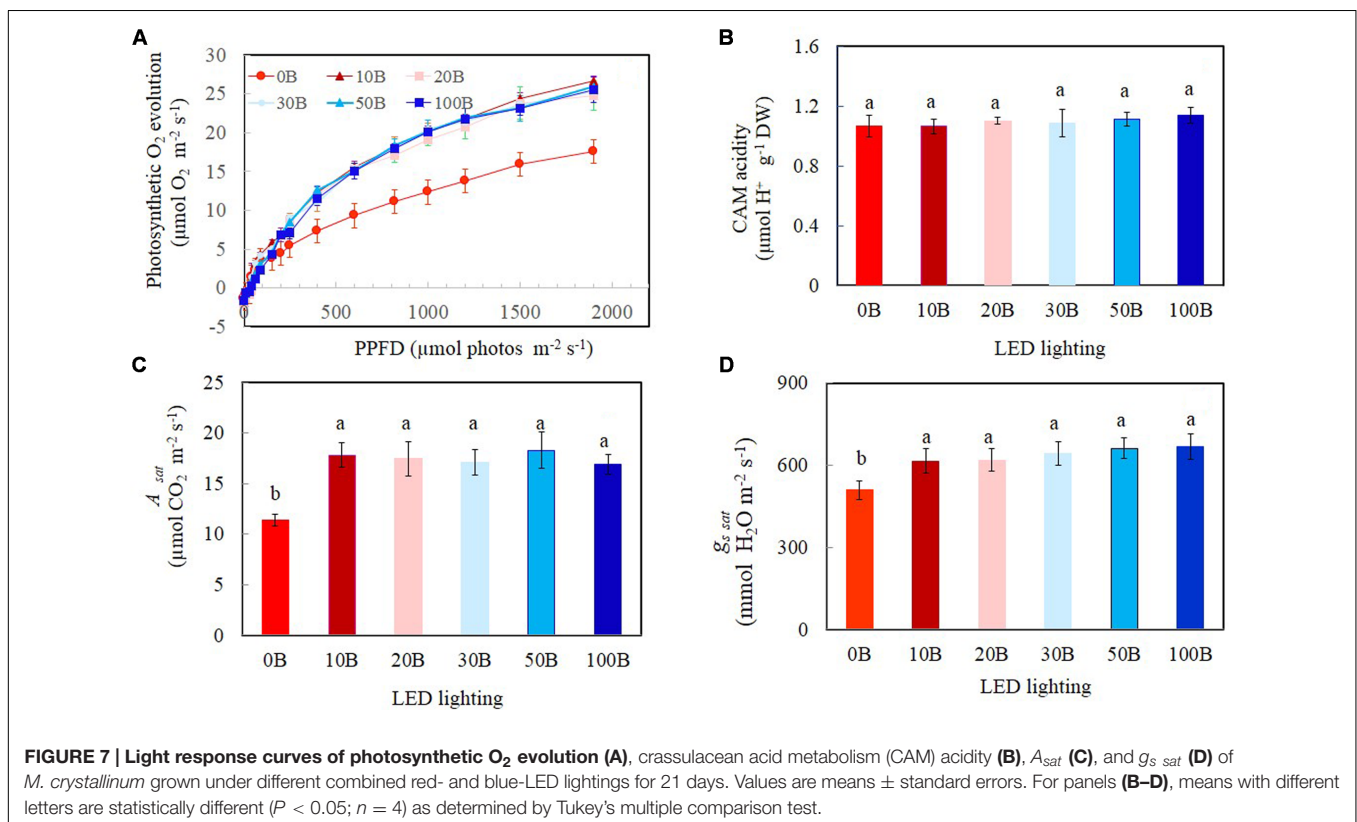 A
Photosynthetic O₂ evolution
(µmol O₂ m⁻² s⁻¹)
30
25
20
15
10
5
0
-5
0B 10B 20B
30B 50B 100B
0 500 1000 1500 2000
PPFD (µmol photos m⁻² s⁻¹)
B
CAM acidity
(µmol H⁺ g⁻¹ DW)
1.6
1.2
0.8
0.4
0
a a a a a a
0B 10B 20B 30B 50B 100B
LED lighting
C
A sat
(µmol CO₂ m⁻² s⁻¹)
25
20
15
10
5
0
b a a a a a
0B 10B 20B 30B 50B 100B
LED lighting
D
gs sat
(mmol H₂O m⁻² s⁻¹)
900
600
300
0
b a a a a a
0B 10B 20B 30B 50B 100B
LED lighting
FIGURE 7 | Light response curves of photosynthetic O₂ evolution (A), crassulacean acid metabolism (CAM) acidity (B), Asat (C), and gs sat (D) of
M. crystallinum grown under different combined red- and blue-LED lightings for 21 days. Values are means ± standard errors. For panels (B–D), means with different
letters are statistically different (P < 0.05; n = 4) as determined by Tukey's multiple comparison test.